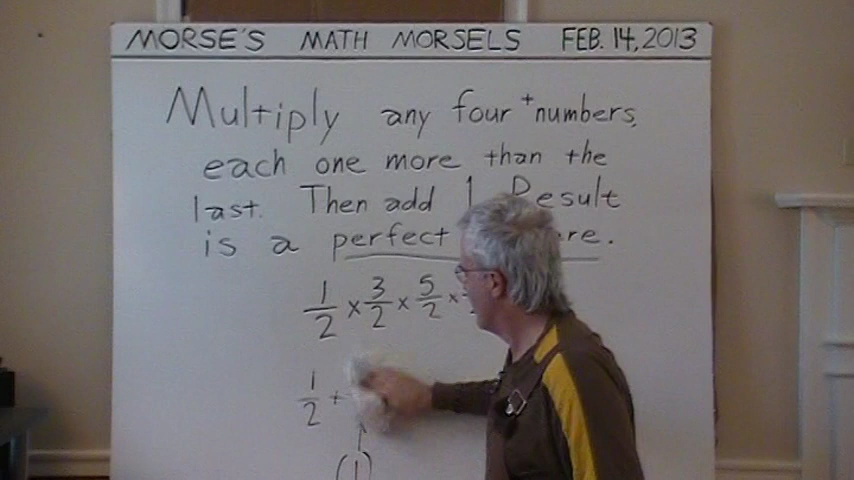 MORSE'S MATH MORSELS FEB. 14, 2013
Multiply any four + numbers,
each one more than the
last. Then add 1. Result
is a perfect
1/2 × 3/2 × 5/2 ×
1/2 +
(1)